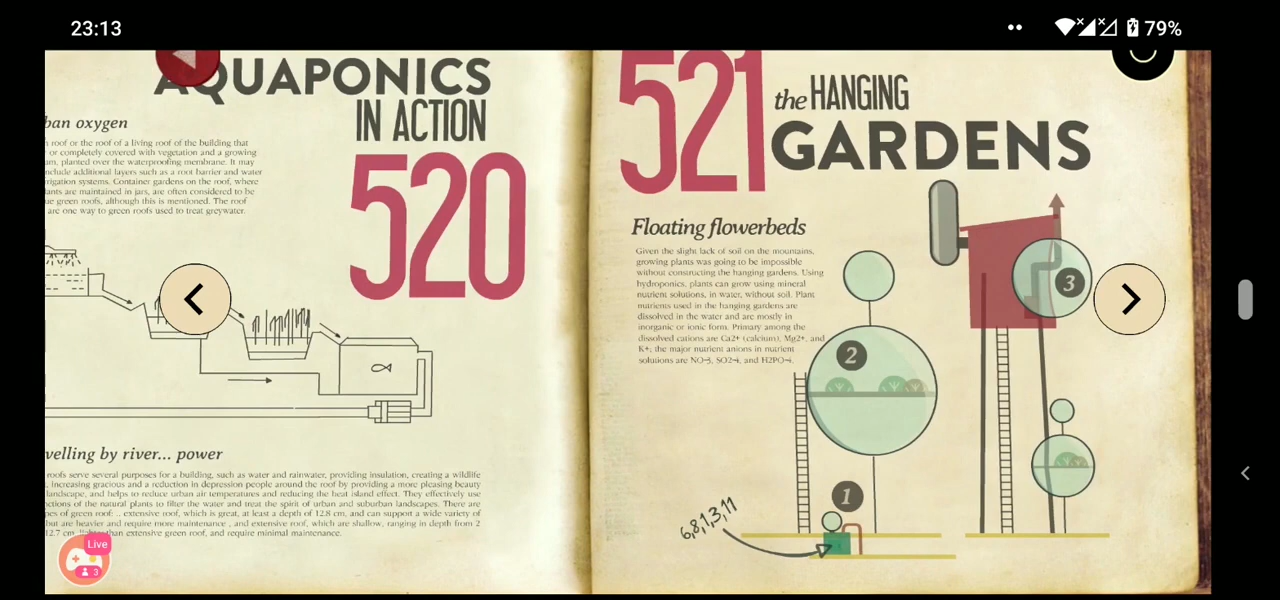 23:13
79%
AQUAPONICS
IN ACTION
520
ban oxygen
roof or the roof of a living roof of the building that
or completely covered with vegetation and a growing
am, planted over the waterproofing membrane. It may
nclude additional layers such as a root barrier and water
rrigation systems. Container gardens on the roof, where
ants are maintained in jars, are often considered to be
ue green roofs, although this is mentioned. The roof
are one way to green roofs used to treat greywater.
velling by river... power
roofs serve several purposes for a building, such as water and rainwater, providing insulation, creating a wildlife
, increasing gracious and a reduction in depression people around the roof by providing a more pleasing beauty
landscape, and helps to reduce urban air temperatures and reducing the heat island effect. They effectively use
nctions of the natural plants to filter the water and treat the spirit of urban and suburban landscapes. There are
pes of green roof: .. extensive roof, which is great, at least a depth of 12.8 cm, and can support a wide variety of
but are heavier and require more maintenance , and extensive roof, which are shallow, ranging in depth from 2
12.7 cm, lighter than extensive green roof, and require minimal maintenance.
Live
3
521
the HANGING
GARDENS
Floating flowerbeds
Given the slight lack of soil on the mountains,
growing plants was going to be impossible
without constructing the hanging gardens. Using
hydroponics, plants can grow using mineral
nutrient solutions, in water, without soil. Plant
nutrients used in the hanging gardens are
dissolved in the water and are mostly in
inorganic or ionic form. Primary among the
dissolved cations are Ca2+ (calcium), Mg2+, and
K+; the major nutrient anions in nutrient
solutions are NO-3, SO2-4, and H2PO-4.
3
2
1
6,8,1,3,11